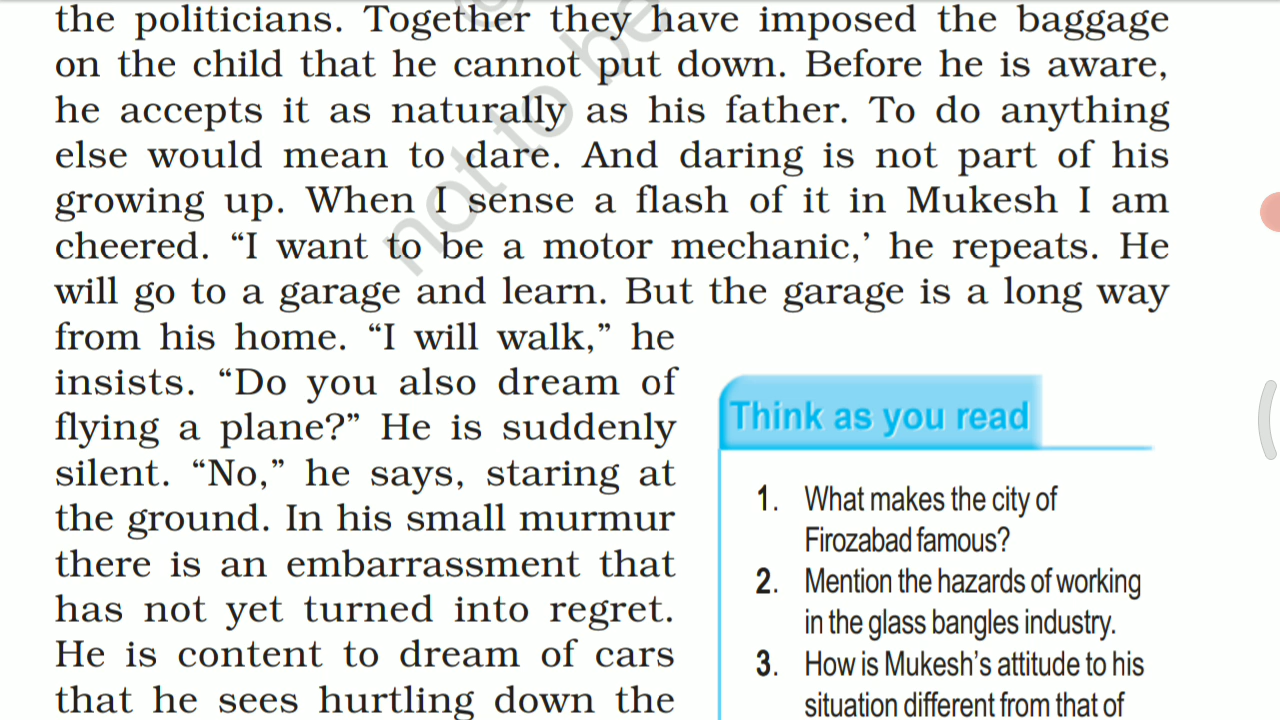 the politicians. Together they have imposed the baggage
on the child that he cannot put down. Before he is aware,
he accepts it as naturally as his father. To do anything
else would mean to dare. And daring is not part of his
growing up. When I sense a flash of it in Mukesh I am
cheered. “I want to be a motor mechanic,’ he repeats. He
will go to a garage and learn. But the garage is a long way
from his home. “I will walk,” he
insists. “Do you also dream of
flying a plane?” He is suddenly
silent. “No,” he says, staring at
the ground. In his small murmur
there is an embarrassment that
has not yet turned into regret.
He is content to dream of cars
that he sees hurtling down the
Think as you read
1. What makes the city of
Firozabad famous?
2. Mention the hazards of working
in the glass bangles industry.
3. How is Mukesh’s attitude to his
situation different from that of
not to be